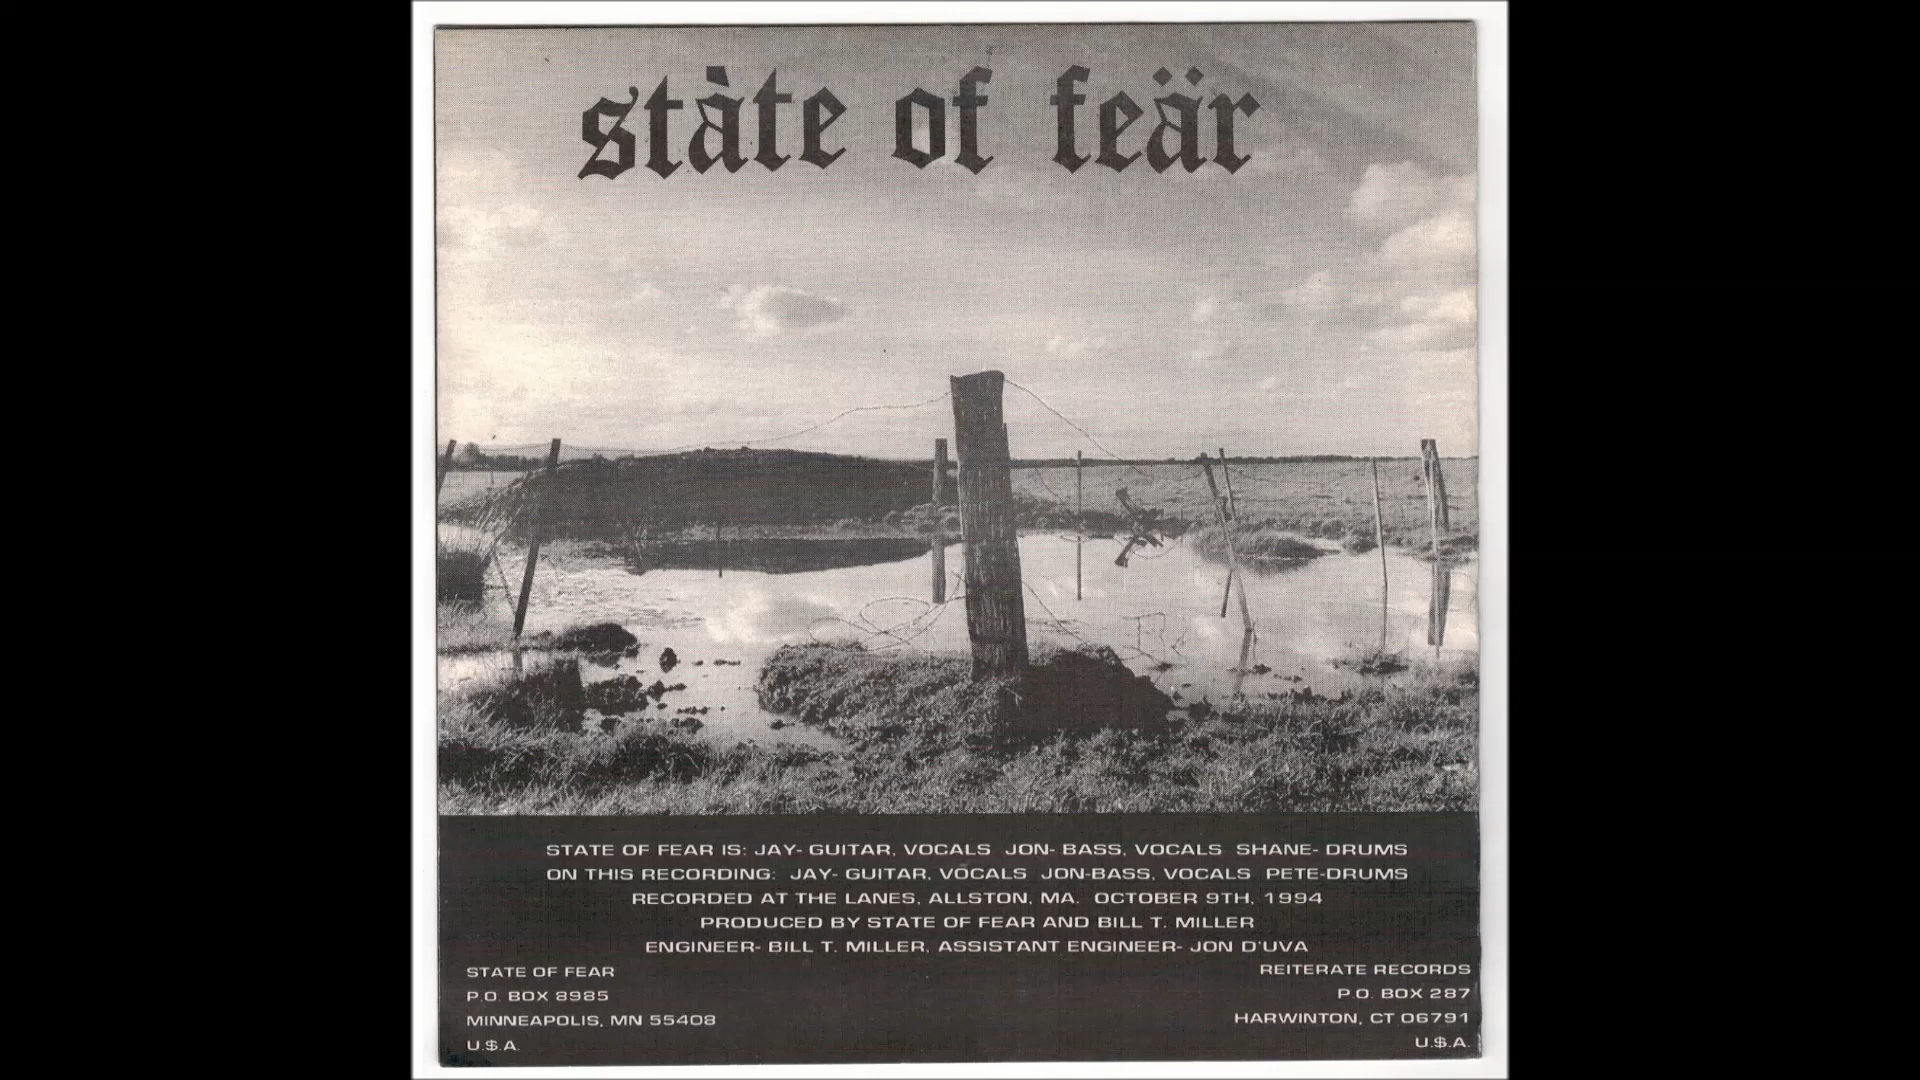 stàte of feär
STATE OF FEAR IS: JAY- GUITAR, VOCALS JON- BASS, VOCALS SHANE- DRUMS
ON THIS RECORDING: JAY- GUITAR, VOCALS JON-BASS, VOCALS PETE-DRUMS
RECORDED AT THE LANES, ALLSTON, MA. OCTOBER 9TH, 1994
PRODUCED BY STATE OF FEAR AND BILL T. MILLER
ENGINEER- BILL T. MILLER, ASSISTANT ENGINEER- JON D'UVA
STATE OF FEAR
P.O. BOX 8985
MINNEAPOLIS, MN 55408
U.$.A.
REITERATE RECORDS
P.O. BOX 287
HARWINTON, CT 06791
U.$.A.